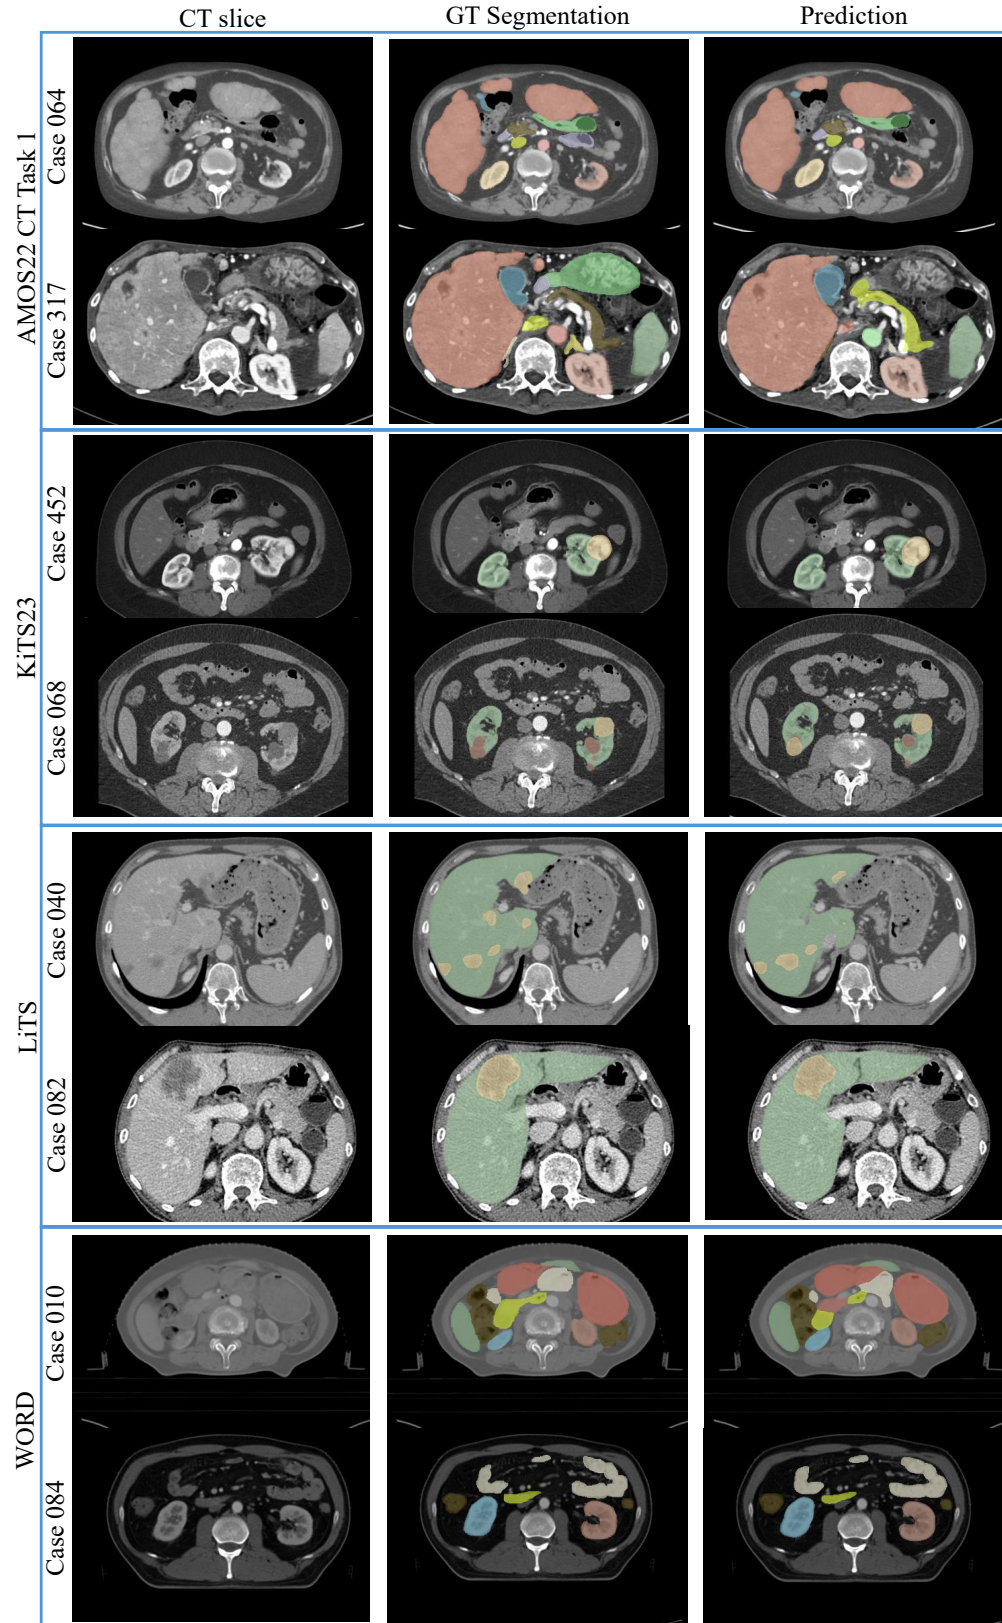 CT slice
GT Segmentation
Prediction
AMOS22 CT Task 1
Case 064
Case 317
KiTS23
Case 452
Case 068
LiTS
Case 040
Case 082
WORD
Case 010
Case 084